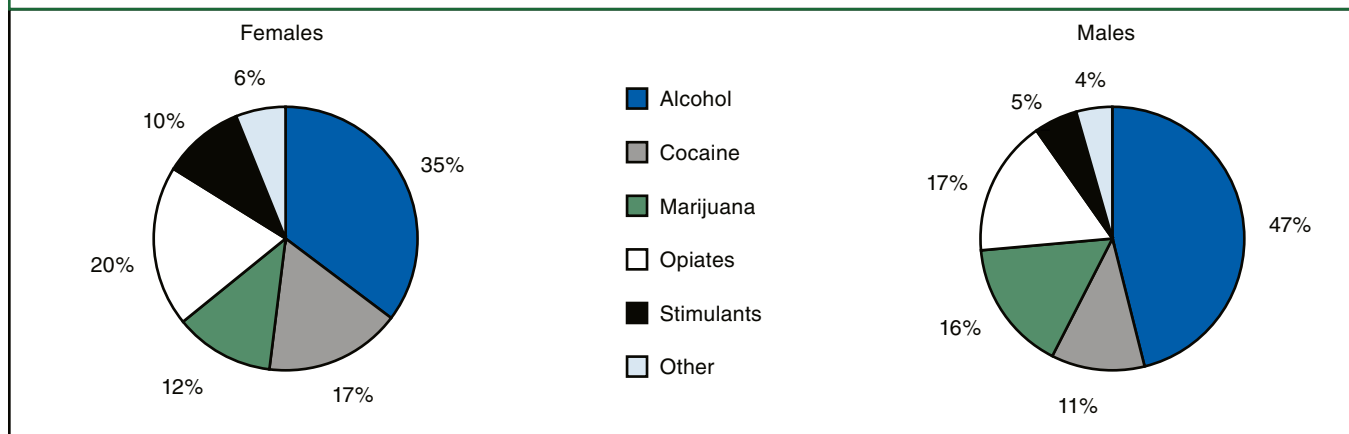 Females
6%
10%
35%
20%
12%
17%
Alcohol
Cocaine
Marijuana
Opiates
Stimulants
Other
Males
4%
5%
17%
47%
16%
11%